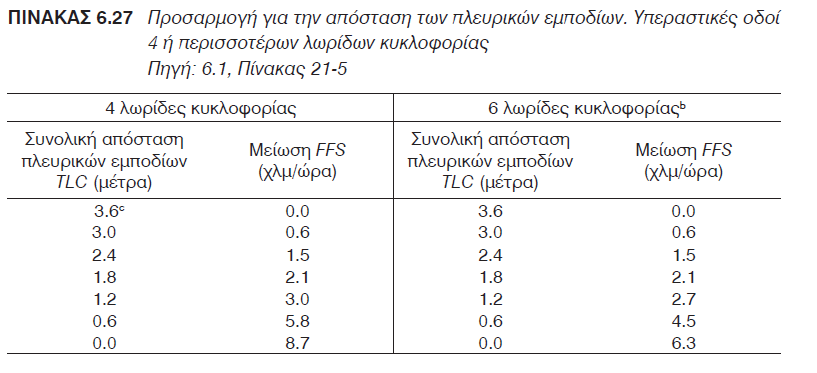 ΠΙΝΑΚΑΣ 6.27 Προσαρμογή για την απόσταση των πλευρικών εμποδίων. Υπεραστικές οδοί
4 ή περισσοτέρων λωρίδων κυκλοφορίας
Πηγή: 6.1, Πίνακας 21-5
4 λωρίδες κυκλοφορίας 6 λωρίδες κυκλοφορίαςᵇ
Συνολική απόσταση Συνολική απόσταση
πλευρικών εμποδίων Μείωση FFS πλευρικών εμποδίων Μείωση FFS
TLC (μέτρα) (χλμ/ώρα) TLC (μέτρα) (χλμ/ώρα)
3.6ᶜ 0.0 3.6 0.0
3.0 0.6 3.0 0.6
2.4 1.5 2.4 1.5
1.8 2.1 1.8 2.1
1.2 3.0 1.2 2.7
0.6 5.8 0.6 4.5
0.0 8.7 0.0 6.3